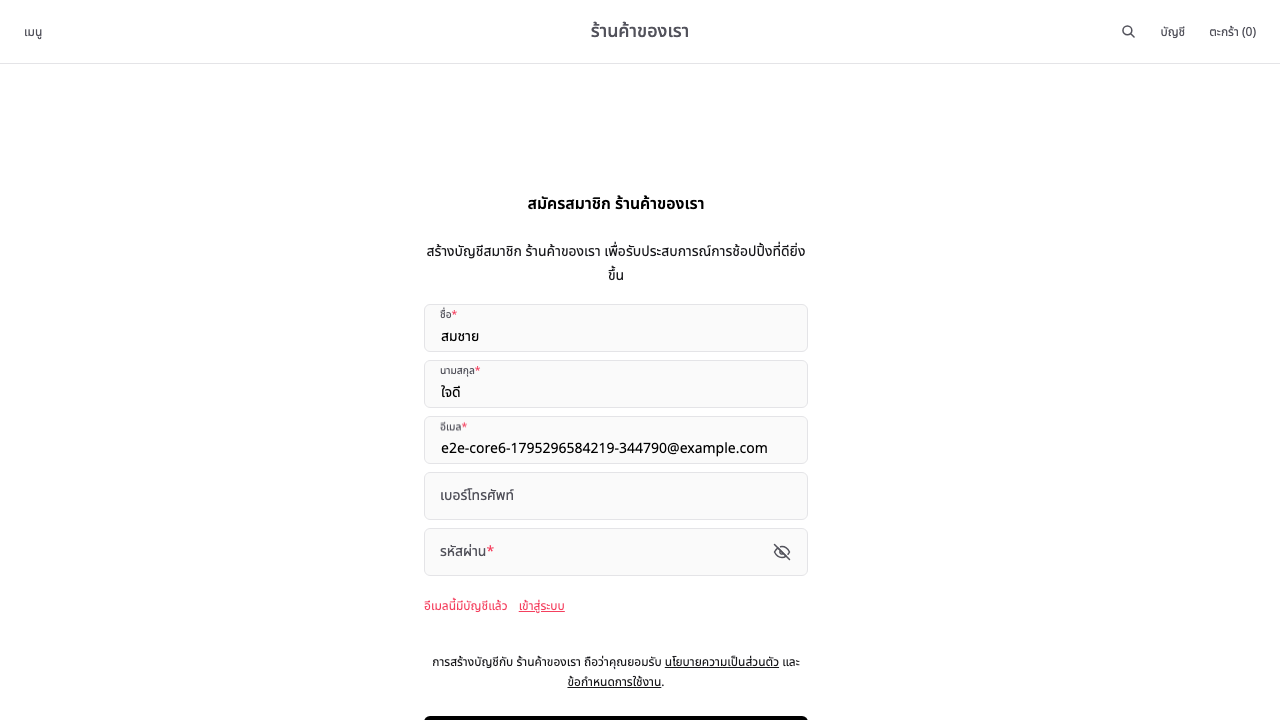 เมนู
ร้านค้าของเรา
บัญชี
ตะกร้า (0)
สมัครสมาชิก ร้านค้าของเรา
สร้างบัญชีสมาชิก ร้านค้าของเรา เพื่อรับประสบการณ์การช้อปปิ้งที่ดียิ่ง
ขึ้น
ชื่อ*
สมชาย
นามสกุล*
ใจดี
อีเมล*
e2e-core6-1795296584219-344790@example.com
เบอร์โทรศัพท์
รหัสผ่าน*
อีเมลนี้มีบัญชีแล้ว เข้าสู่ระบบ
การสร้างบัญชีกับ ร้านค้าของเรา ถือว่าคุณยอมรับ นโยบายความเป็นส่วนตัว และ
ข้อกำหนดการใช้งาน.